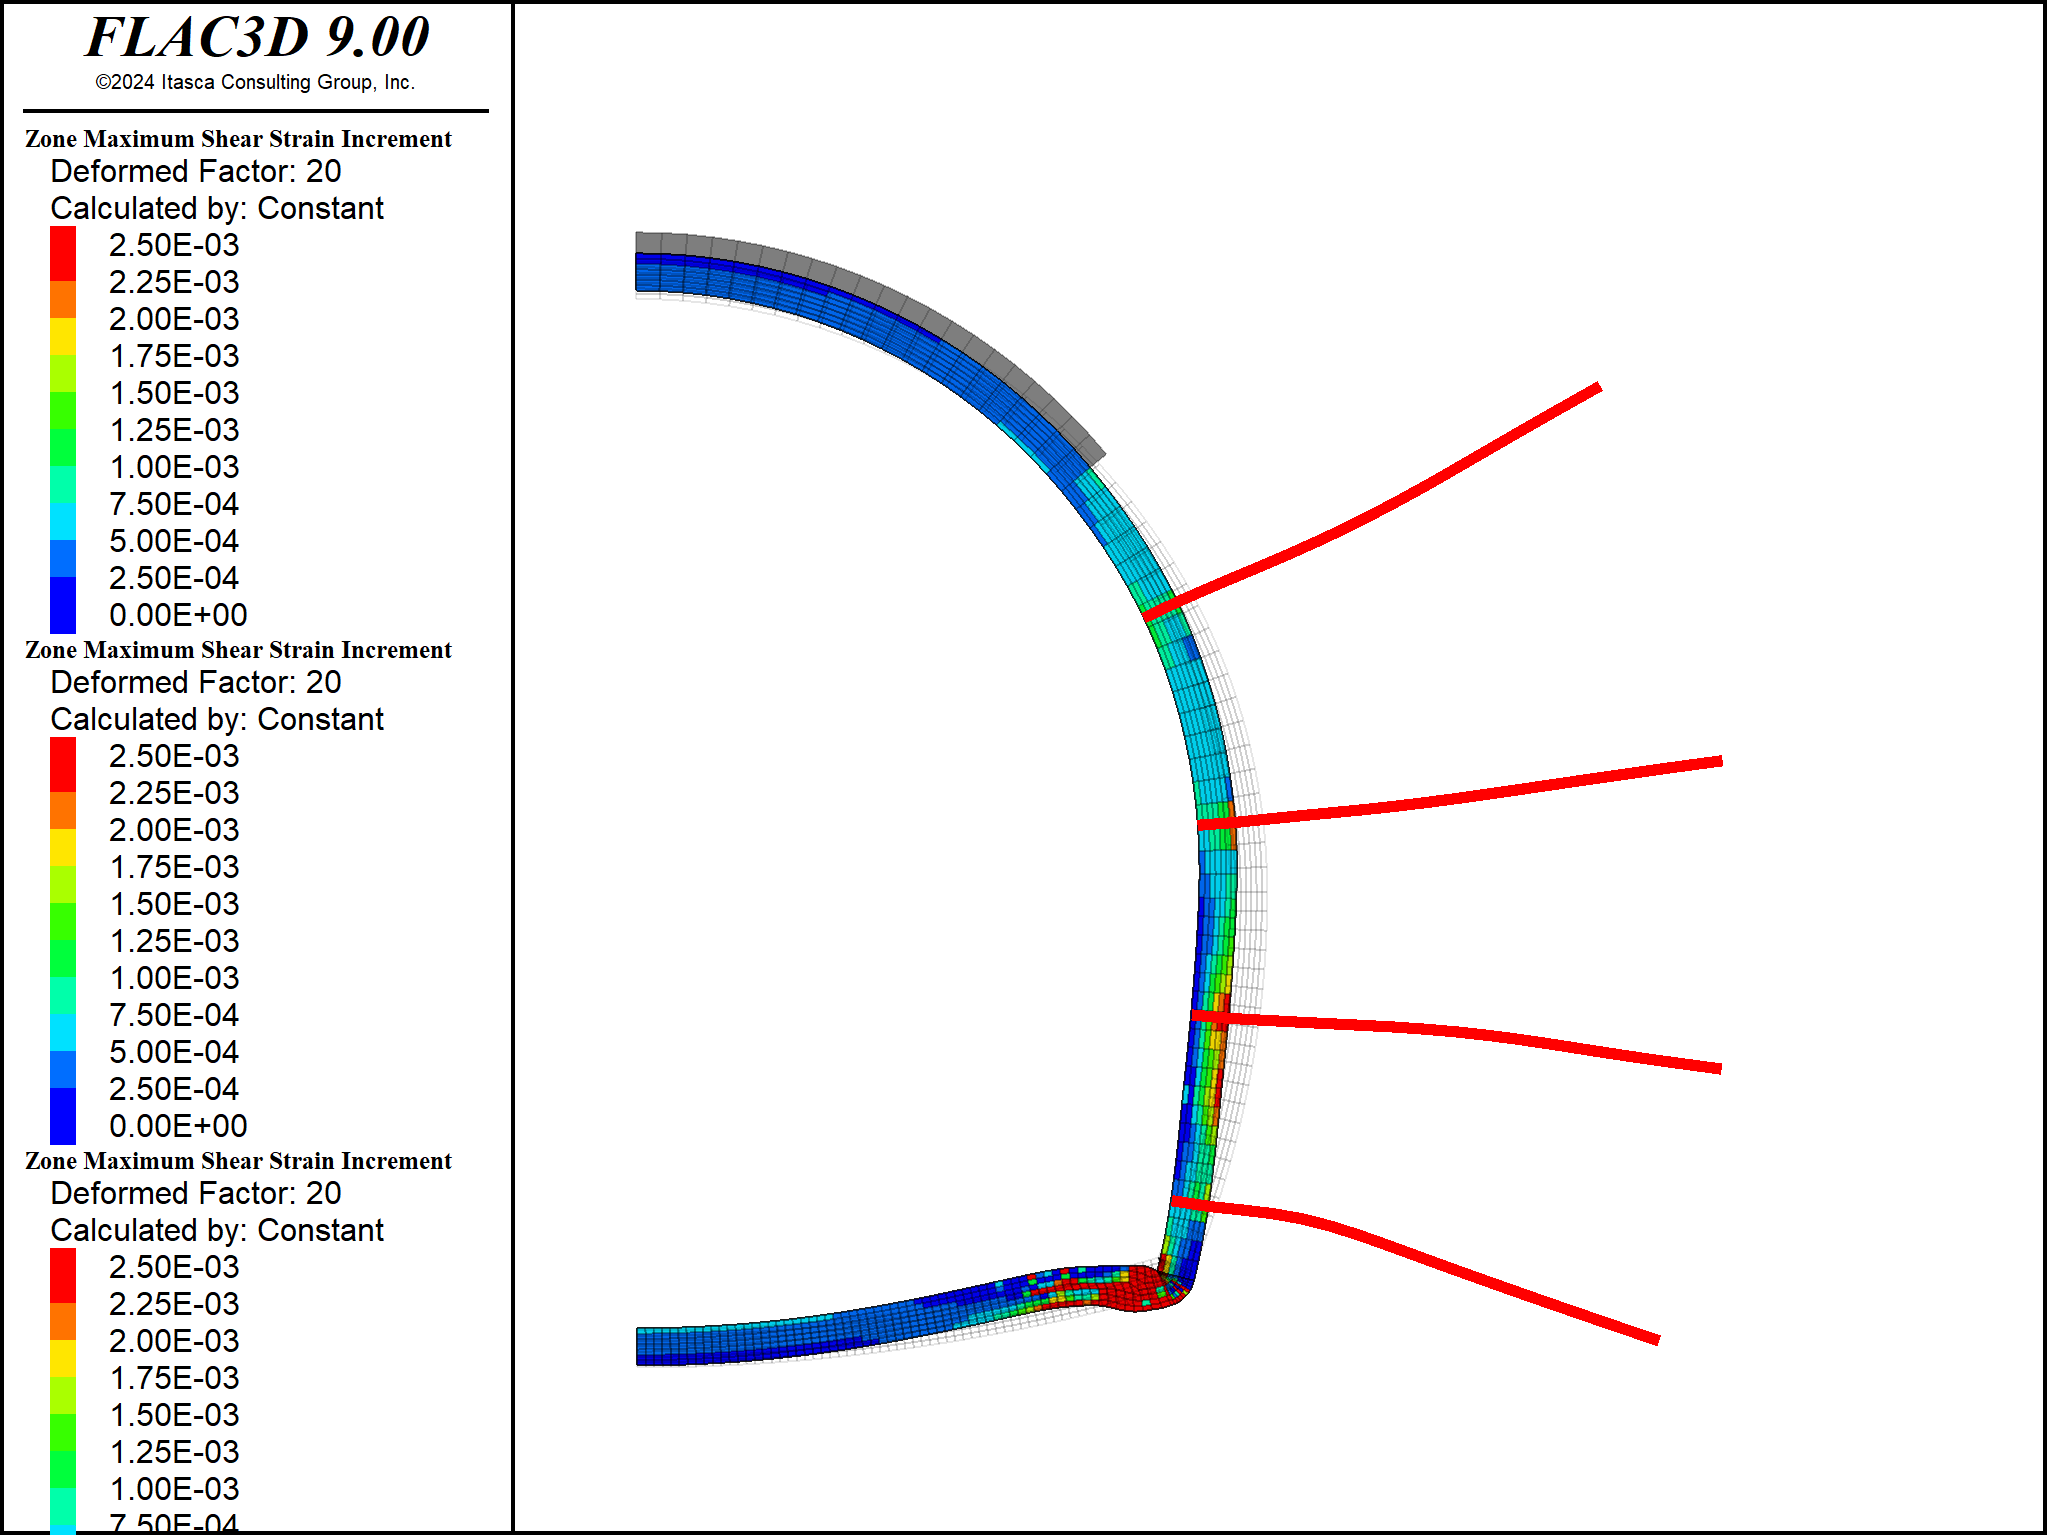 FLAC3D 9.00
©2024 Itasca Consulting Group, Inc.
Zone Maximum Shear Strain Increment
Deformed Factor: 20
Calculated by: Constant
2.50E-03
2.25E-03
2.00E-03
1.75E-03
1.50E-03
1.25E-03
1.00E-03
7.50E-04
5.00E-04
2.50E-04
0.00E+00
Zone Maximum Shear Strain Increment
Deformed Factor: 20
Calculated by: Constant
2.50E-03
2.25E-03
2.00E-03
1.75E-03
1.50E-03
1.25E-03
1.00E-03
7.50E-04
5.00E-04
2.50E-04
0.00E+00
Zone Maximum Shear Strain Increment
Deformed Factor: 20
Calculated by: Constant
2.50E-03
2.25E-03
2.00E-03
1.75E-03
1.50E-03
1.25E-03
1.00E-03
7.50E-04